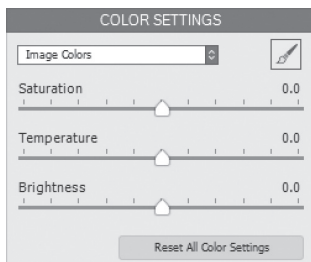 COLOR SETTINGS
Image Colors
Saturation 0.0
Temperature 0.0
Brightness 0.0
Reset All Color Settings